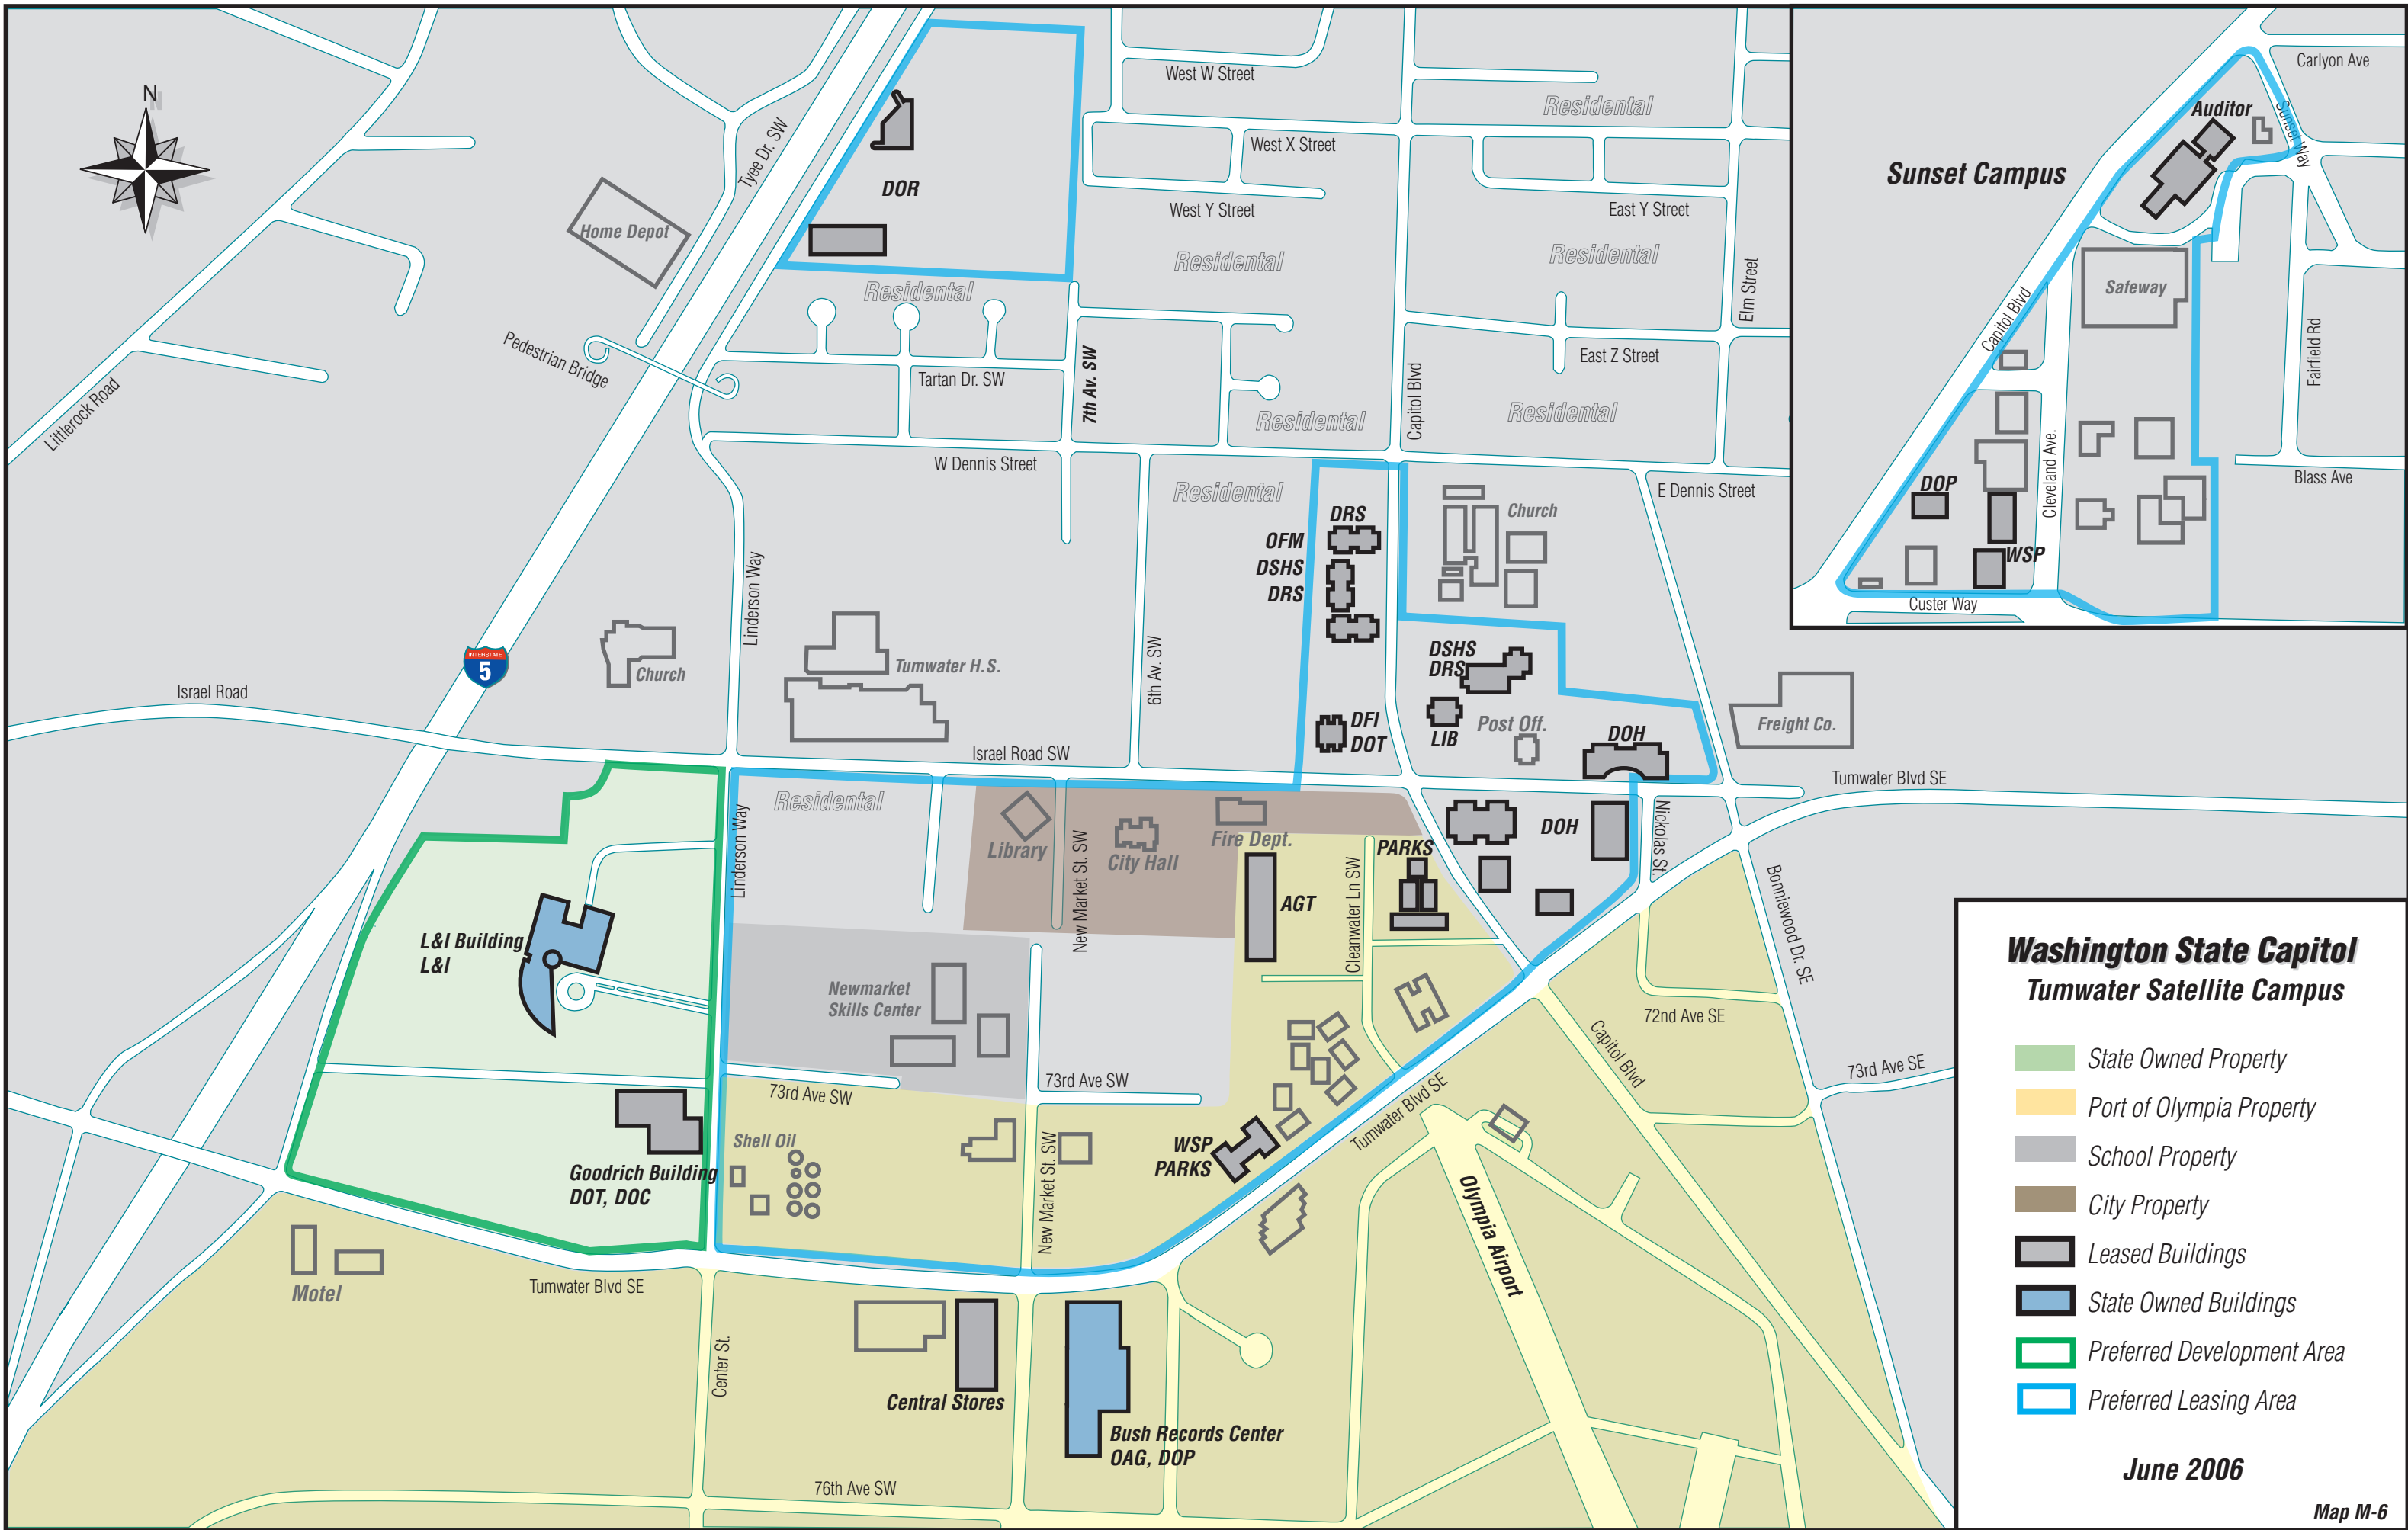 N
Littlerock Road
Home Depot
Tyee Dr. SW
Pedestrian Bridge
DOR
Residental
Tartan Dr. SW
7th Av. SW
W Dennis Street
West W Street
West X Street
West Y Street
Residental
Residental
Residental
Capitol Blvd
Residental
East Y Street
Residental
East Z Street
Residental
Elm Street
E Dennis Street
Sunset Campus
Auditor
Carlyon Ave
Sunset Way
Safeway
Capitol Blvd
Fairfield Rd
Cleveland Ave.
Blass Ave
DOP
WSP
Custer Way
Linderson Way
INTERSTATE
5
Israel Road
Church
Tumwater H.S.
6th Av. SW
Israel Road SW
DRS
OFM
DSHS
DRS
Church
DSHS
DRS
DFI
DOT
LIB
Post Off.
DOH
Freight Co.
Tumwater Blvd SE
Linderson Way
Residental
Library
New Market St. SW
City Hall
Fire Dept.
AGT
Cleanwater Ln SW
PARKS
DOH
Nickolas St.
Bonniewood Dr. SE
L&I Building
L&I
Newmarket
Skills Center
73rd Ave SW
73rd Ave SW
72nd Ave SE
Capitol Blvd
73rd Ave SE
Goodrich Building
DOT, DOC
Shell Oil
New Market St. SW
WSP
PARKS
Tumwater Blvd SE
Olympia Airport
Motel
Tumwater Blvd SE
Center St.
Central Stores
Bush Records Center
OAG, DOP
76th Ave SW
Washington State Capitol
Tumwater Satellite Campus
State Owned Property
Port of Olympia Property
School Property
City Property
Leased Buildings
State Owned Buildings
Preferred Development Area
Preferred Leasing Area
June 2006
Map M-6